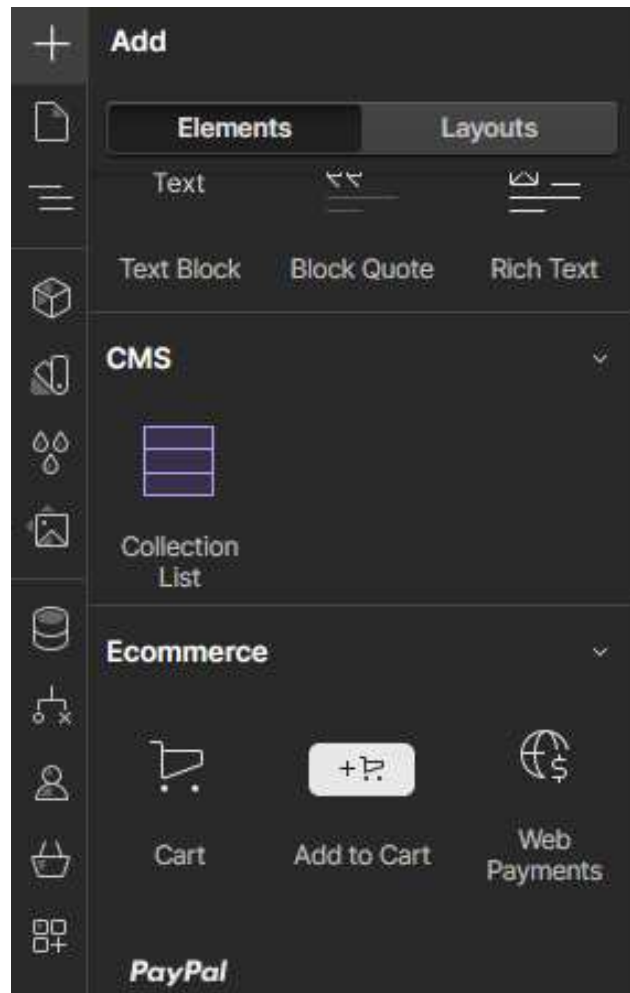 Add
Elements Layouts
Text
Text Block Block Quote Rich Text
CMS
Collection
List
Ecommerce
Cart Add to Cart Web
Payments
PayPal